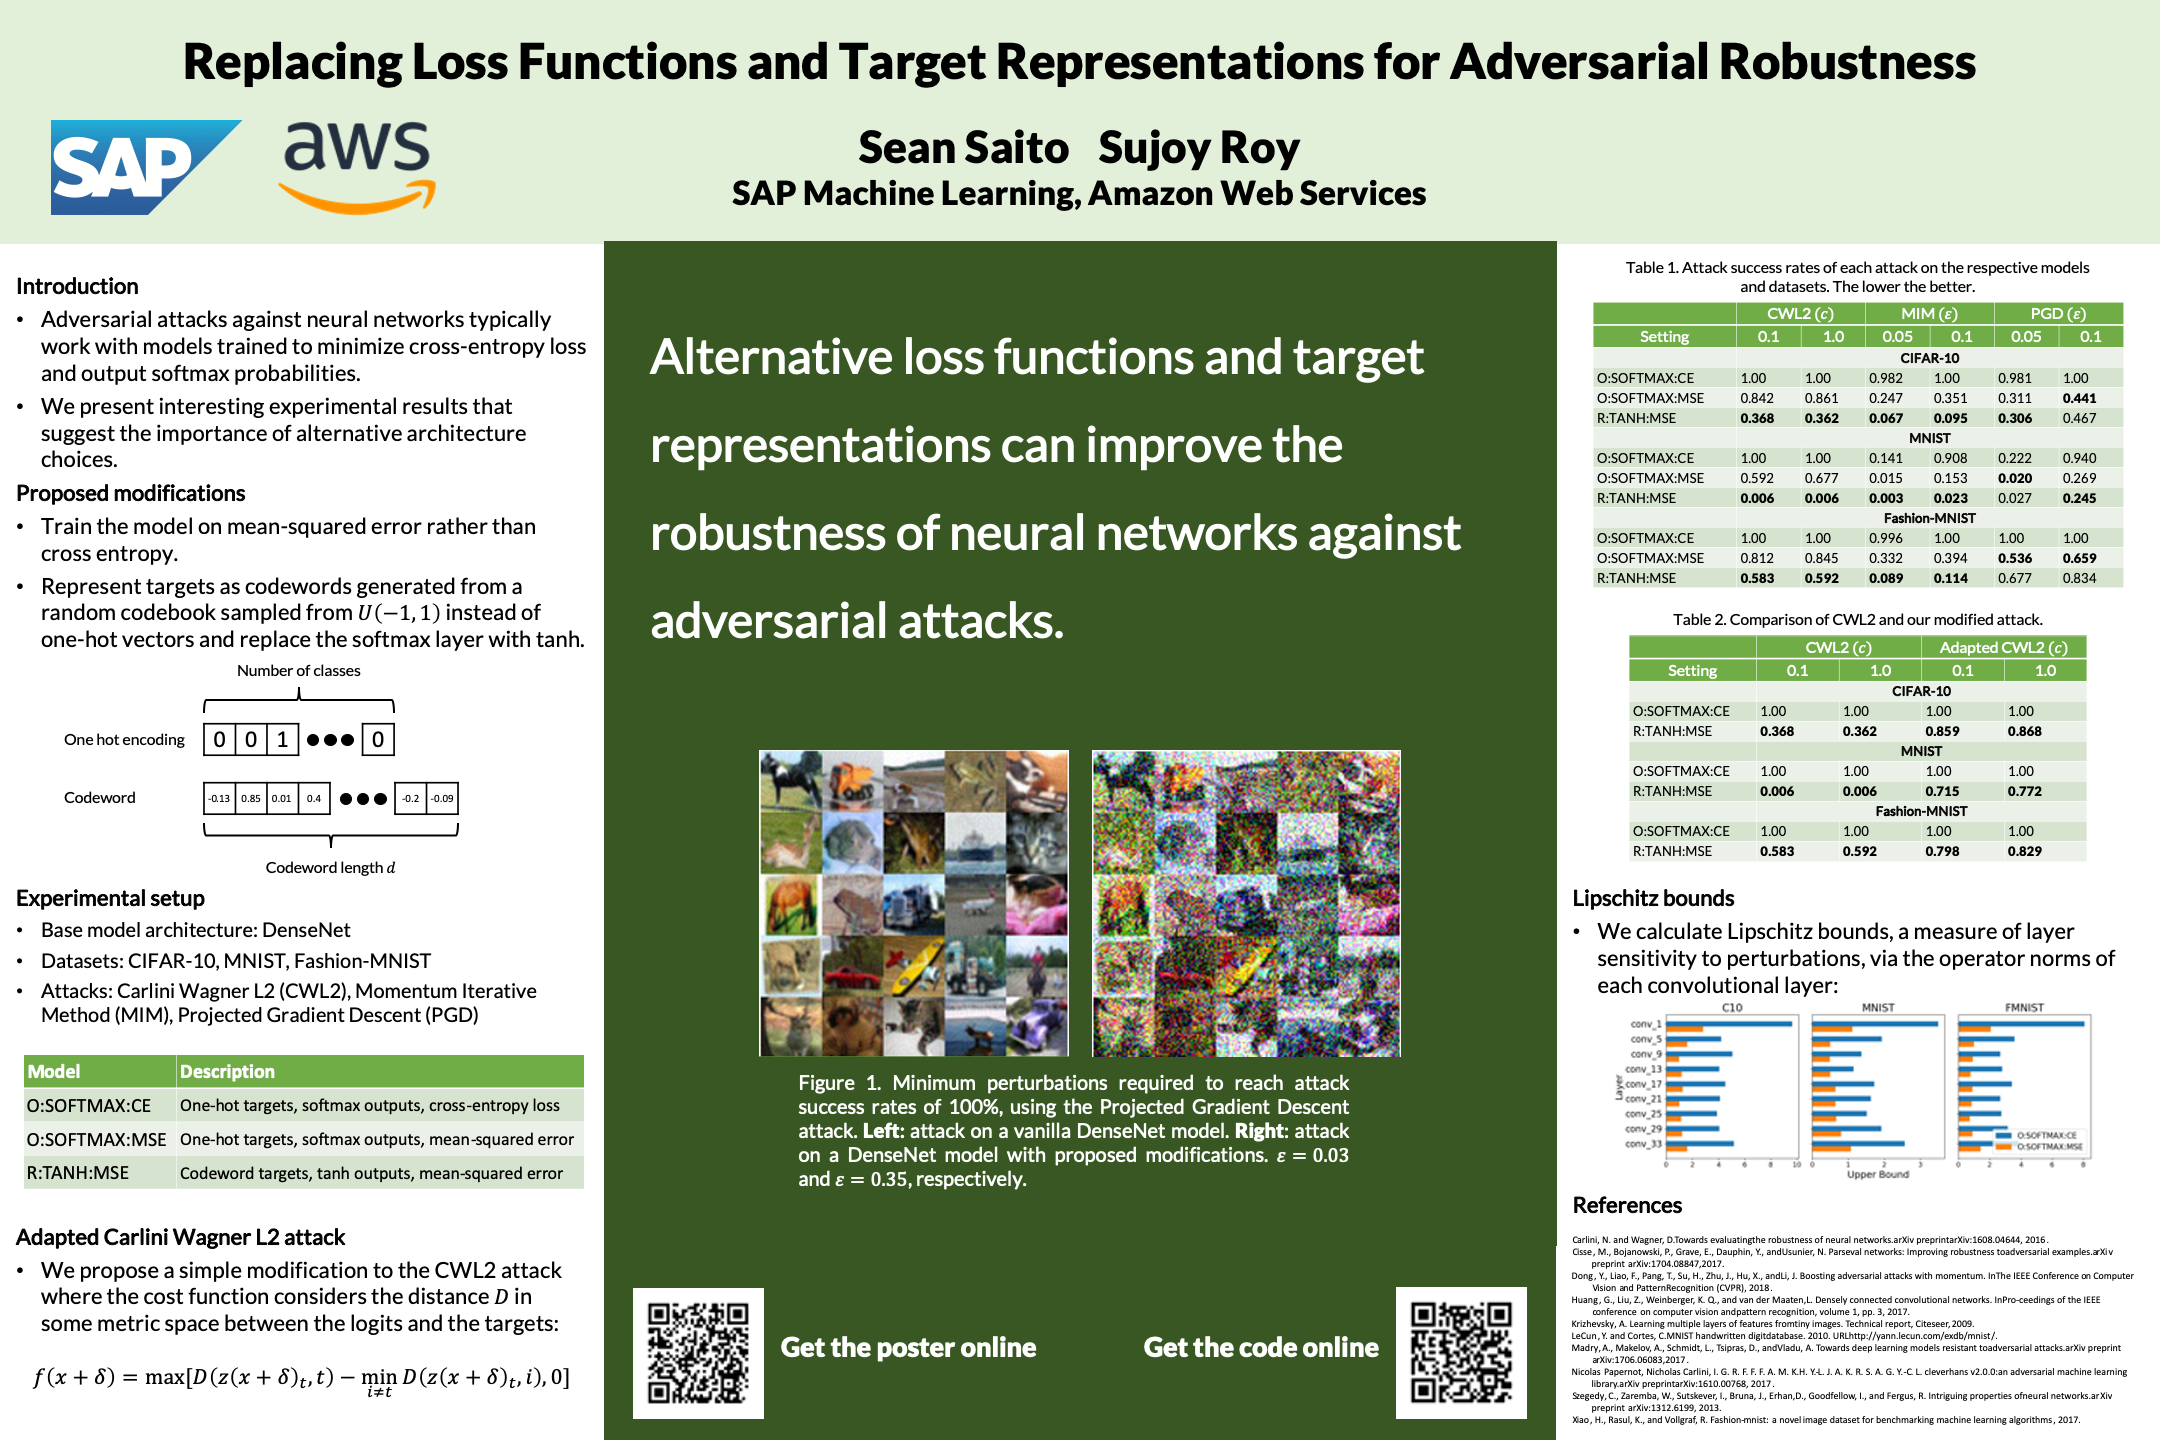 Replacing Loss Functions and Target Representations for Adversarial Robustness
SAP
aws
Sean Saito Sujoy Roy
SAP Machine Learning, Amazon Web Services
Introduction
• Adversarial attacks against neural networks typically
work with models trained to minimize cross-entropy loss
and output softmax probabilities.
• We present interesting experimental results that
suggest the importance of alternative architecture
choices.
Proposed modifications
• Train the model on mean-squared error rather than
cross entropy.
• Represent targets as codewords generated from a
random codebook sampled from U(−1, 1) instead of
one-hot vectors and replace the softmax layer with tanh.
Number of classes
One hot encoding 0 0 1 ●●● 0
Codeword -0.13 0.85 0.01 0.4 ●●● -0.2 -0.09
Codeword length d
Experimental setup
• Base model architecture: DenseNet
• Datasets: CIFAR-10, MNIST, Fashion-MNIST
• Attacks: Carlini Wagner L2 (CWL2), Momentum Iterative
Method (MIM), Projected Gradient Descent (PGD)
Model Description
O:SOFTMAX:CE One-hot targets, softmax outputs, cross-entropy loss
O:SOFTMAX:MSE One-hot targets, softmax outputs, mean-squared error
R:TANH:MSE Codeword targets, tanh outputs, mean-squared error
Adapted Carlini Wagner L2 attack
• We propose a simple modification to the CWL2 attack
where the cost function considers the distance D in
some metric space between the logits and the targets:
f(x + δ) = max[D(z(x + δ)t, t) − min i≠t D(z(x + δ)t, i), 0]
Alternative loss functions and target
representations can improve the
robustness of neural networks against
adversarial attacks.
Figure 1. Minimum perturbations required to reach attack
success rates of 100%, using the Projected Gradient Descent
attack. Left: attack on a vanilla DenseNet model. Right: attack
on a DenseNet model with proposed modifications. ε = 0.03
and ε = 0.35, respectively.
Get the poster online
Get the code online
Table 1. Attack success rates of each attack on the respective models
and datasets. The lower the better.
CWL2 (c) MIM (ε) PGD (ε)
Setting 0.1 1.0 0.05 0.1 0.05 0.1
CIFAR-10
O:SOFTMAX:CE 1.00 1.00 0.982 1.00 0.981 1.00
O:SOFTMAX:MSE 0.842 0.861 0.247 0.351 0.311 0.441
R:TANH:MSE 0.368 0.362 0.067 0.095 0.306 0.467
MNIST
O:SOFTMAX:CE 1.00 1.00 0.141 0.908 0.222 0.940
O:SOFTMAX:MSE 0.592 0.677 0.015 0.153 0.020 0.269
R:TANH:MSE 0.006 0.006 0.003 0.023 0.027 0.245
Fashion-MNIST
O:SOFTMAX:CE 1.00 1.00 0.996 1.00 1.00 1.00
O:SOFTMAX:MSE 0.812 0.845 0.332 0.394 0.536 0.659
R:TANH:MSE 0.583 0.592 0.089 0.114 0.677 0.834
Table 2. Comparison of CWL2 and our modified attack.
CWL2 (c) Adapted CWL2 (c)
Setting 0.1 1.0 0.1 1.0
CIFAR-10
O:SOFTMAX:CE 1.00 1.00 1.00 1.00
R:TANH:MSE 0.368 0.362 0.859 0.868
MNIST
O:SOFTMAX:CE 1.00 1.00 1.00 1.00
R:TANH:MSE 0.006 0.006 0.715 0.772
Fashion-MNIST
O:SOFTMAX:CE 1.00 1.00 1.00 1.00
R:TANH:MSE 0.583 0.592 0.798 0.829
Lipschitz bounds
• We calculate Lipschitz bounds, a measure of layer
sensitivity to perturbations, via the operator norms of
each convolutional layer:
C10 MNIST FMNIST
Layer
conv_1
conv_5
conv_9
conv_13
conv_17
conv_21
conv_25
conv_29
conv_33
O:SOFTMAX:CE
O:SOFTMAX:MSE
0 2 4 6 8 10 0 1 2 3 0 2 4 6 8
Upper Bound
References
Carlini, N. and Wagner, D.Towards evaluatingthe robustness of neural networks.arXiv preprintarXiv:1608.04644, 2016.
Cisse, M., Bojanowski, P., Grave, E., Dauphin, Y., andUsunier, N. Parseval networks: Improving robustness toadversarial examples.arXiv
preprint arXiv:1704.08847,2017.
Dong, Y., Liao, F., Pang, T., Su, H., Zhu, J., Hu, X., andLi, J. Boosting adversarial attacks with momentum. InThe IEEE Conference on Computer
Vision and PatternRecognition (CVPR), 2018.
Huang, G., Liu, Z., Weinberger, K. Q., and van der Maaten,L. Densely connected convolutional networks. InPro-ceedings of the IEEE
conference on computer vision andpattern recognition, volume 1, pp. 3, 2017.
Krizhevsky, A. Learning multiple layers of features fromtiny images. Technical report, Citeseer,2009.
LeCun, Y. and Cortes, C.MNIST handwritten digitdatabase. 2010. URLhttp://yann.lecun.com/exdb/mnist/.
Madry, A., Makelov, A., Schmidt, L., Tsipras, D., andVladu, A. Towards deep learning models resistant toadversarial attacks.arXiv preprint
arXiv:1706.06083,2017.
Nicolas Papernot, Nicholas Carlini, I. G. R. F. F. F. A. M. K.H. Y.-L. J. A. K. R. S. A. G. Y.-C. L. cleverhans v2.0.0:an adversarial machine learning
library.arXiv preprintarXiv:1610.00768, 2017.
Szegedy, C., Zaremba, W., Sutskever, I., Bruna, J., Erhan,D., Goodfellow, I., and Fergus, R. Intriguing properties ofneural networks.arXiv
preprint arXiv:1312.6199, 2013.
Xiao, H., Rasul, K., and Vollgraf, R. Fashion-mnist: a novel image dataset for benchmarking machine learning algorithms, 2017.